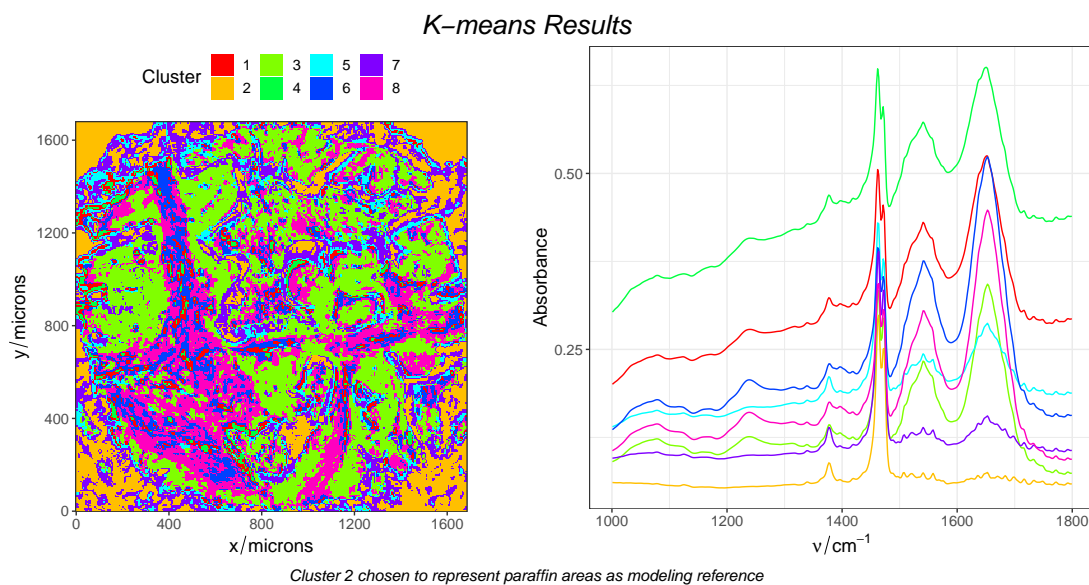 K−means Results
Cluster 1 3 5 7
2 4 6 8
y/microns
1600
1200
800
400
0
0 400 800 1200 1600
x/microns
Absorbance
0.50
0.25
1000 1200 1400 1600 1800
ν/cm⁻¹
Cluster 2 chosen to represent paraffin areas as modeling reference